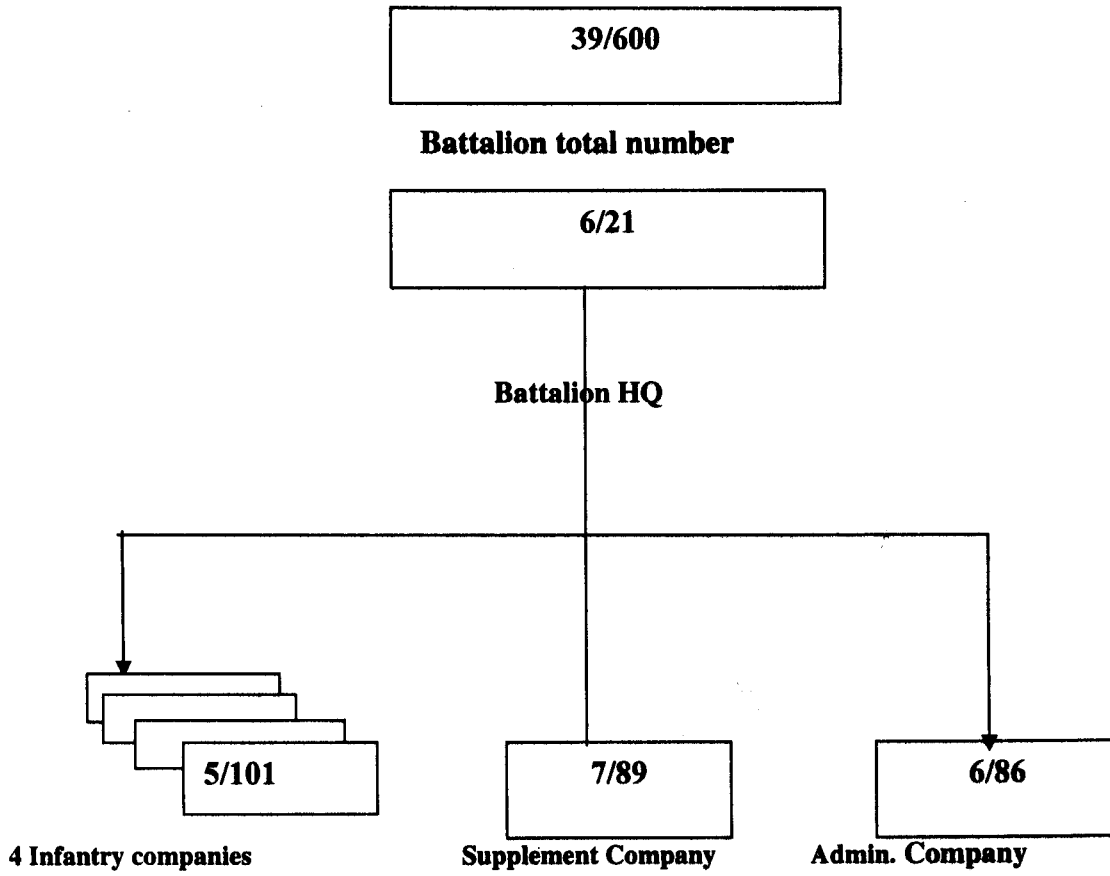 39/600
Battalion total number
6/21
Battalion HQ
5/101
7/89
6/86
4 Infantry companies
Supplement Company
Admin. Company